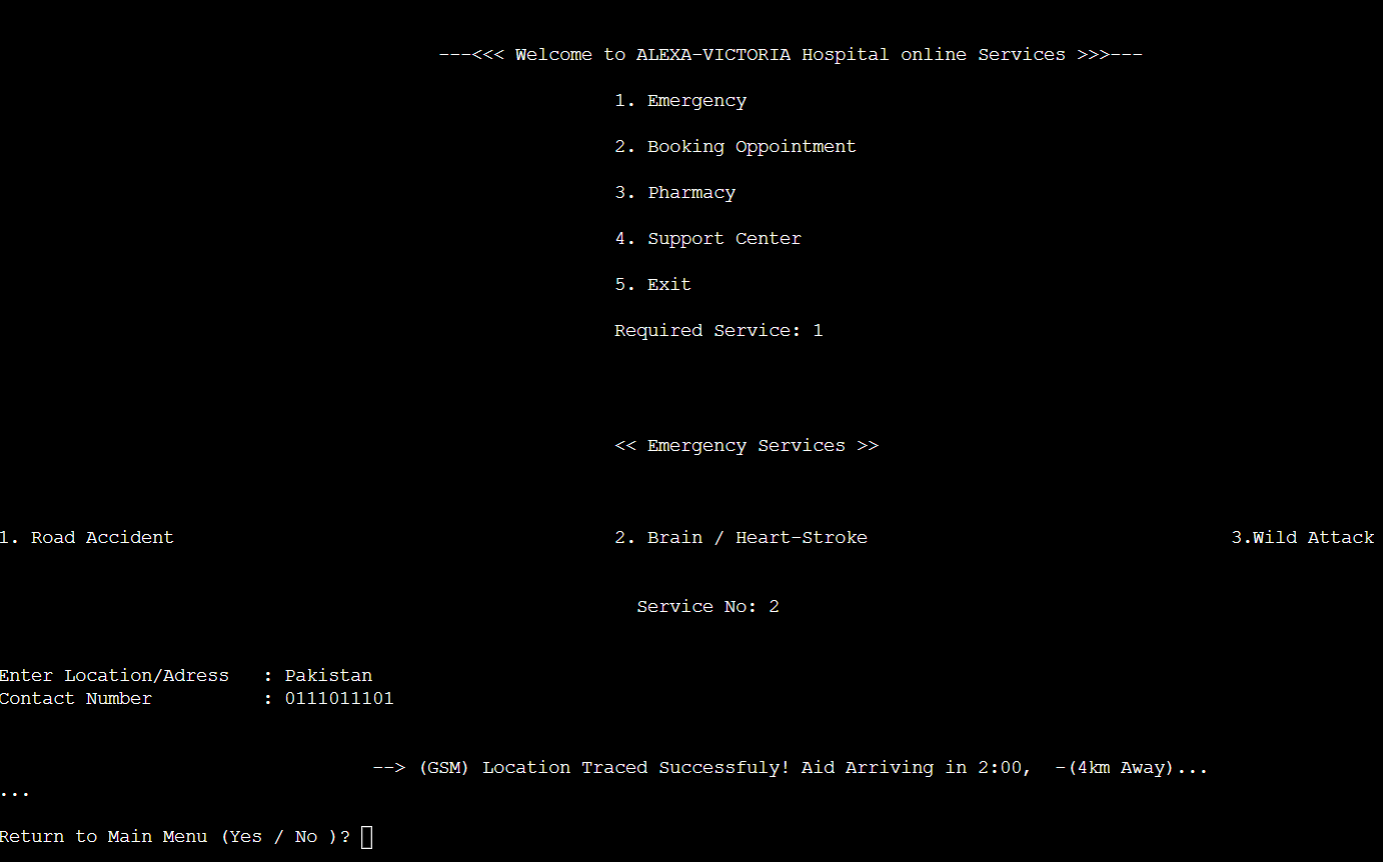 ---<<< Welcome to ALEXA-VICTORIA Hospital online Services >>>---
1. Emergency
2. Booking Oppointment
3. Pharmacy
4. Support Center
5. Exit
Required Service: 1
<< Emergency Services >>
1. Road Accident 2. Brain / Heart-Stroke 3.Wild Attack
Service No: 2
Enter Location/Adress : Pakistan
Contact Number : 0111011101
--> (GSM) Location Traced Successfuly! Aid Arriving in 2:00, -(4km Away)...
...
Return to Main Menu (Yes / No )?